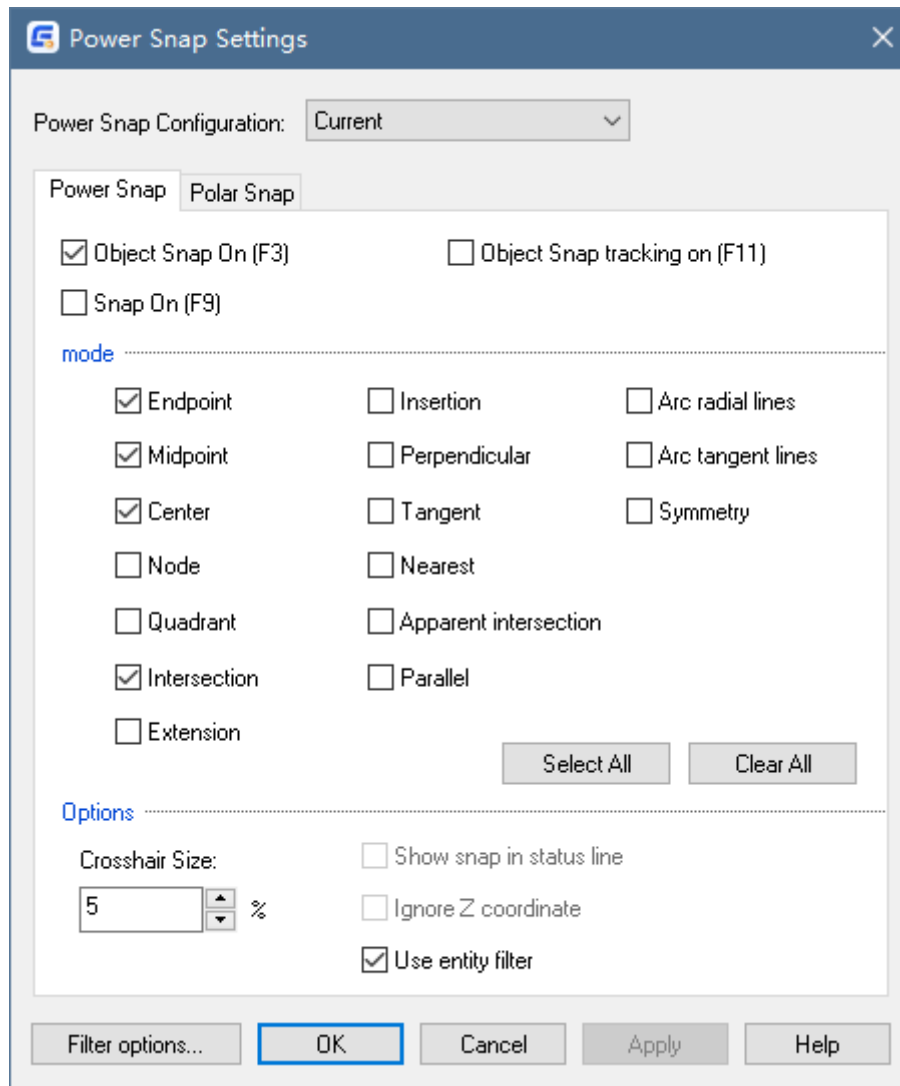 Power Snap Settings
Power Snap Configuration: Current
Power Snap Polar Snap
Object Snap On (F3) Object Snap tracking on (F11)
Snap On (F9)
mode
Endpoint Insertion Arc radial lines
Midpoint Perpendicular Arc tangent lines
Center Tangent Symmetry
Node Nearest
Quadrant Apparent intersection
Intersection Parallel
Extension
Select All Clear All
Options
Crosshair Size: Show snap in status line
5 % Ignore Z coordinate
Use entity filter
Filter options... OK Cancel Apply Help